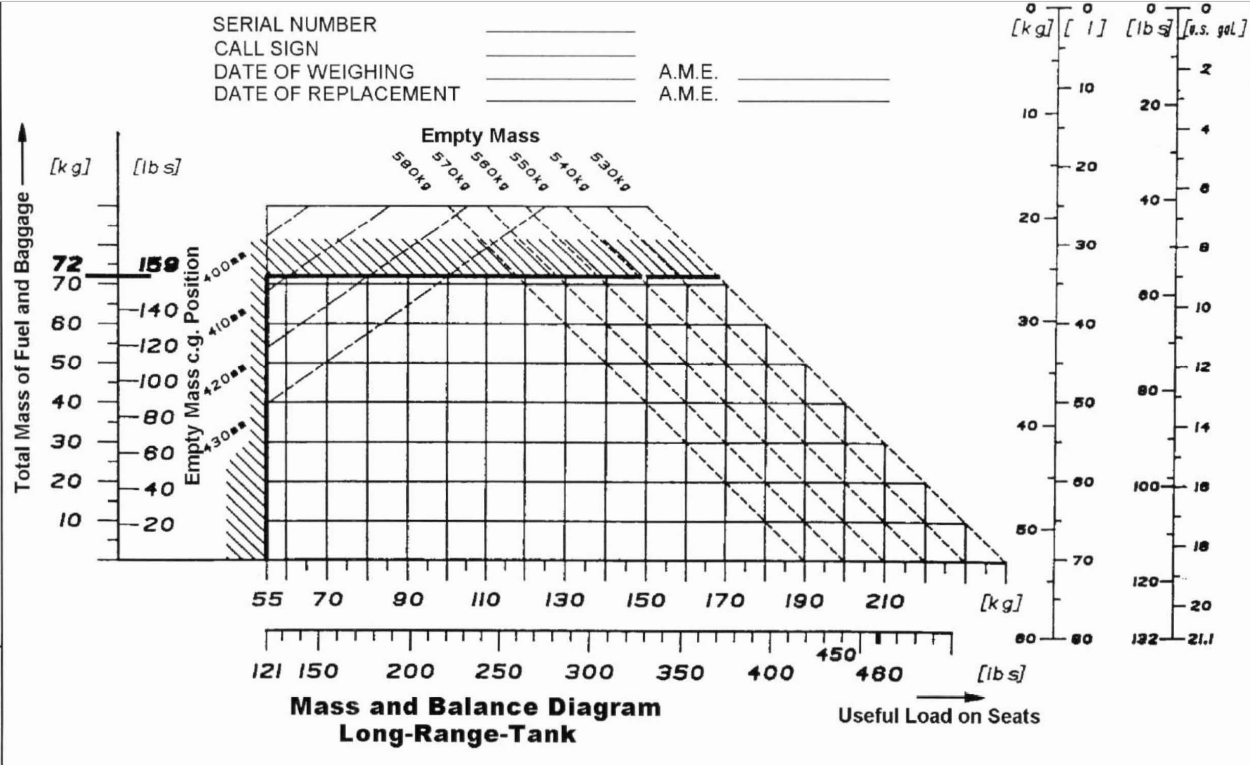 SERIAL NUMBER
CALL SIGN
DATE OF WEIGHING A.M.E.
DATE OF REPLACEMENT A.M.E.
0 0 0 0
[kg] [ l] [lbs] [u.s. gal.]
2
10
20
10
4
20
6
40
20
30
8
60
10
30
40
12
80
50
14
40
60
100
16
50
70
18
120
20
60 80 132 21.1
Empty Mass
580kg 570kg 560kg 550kg 540kg 530kg
Total Mass of Fuel and Baggage
[kg] [lbs]
72 159
70
140
60
120
50
100
40
80
30
60
20
40
10
20
Empty Mass c.g. Position
400mm
410mm
420mm
430mm
55 70 90 110 130 150 170 190 210 [kg]
121 150 200 250 300 350 400 450 460 [lbs]
Mass and Balance Diagram
Long-Range-Tank
Useful Load on Seats